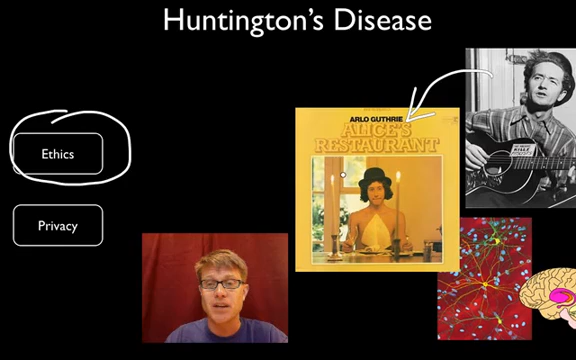 Huntington's Disease
Ethics
Privacy
ARLO GUTHRIE
ALICE'S
RESTAURANT